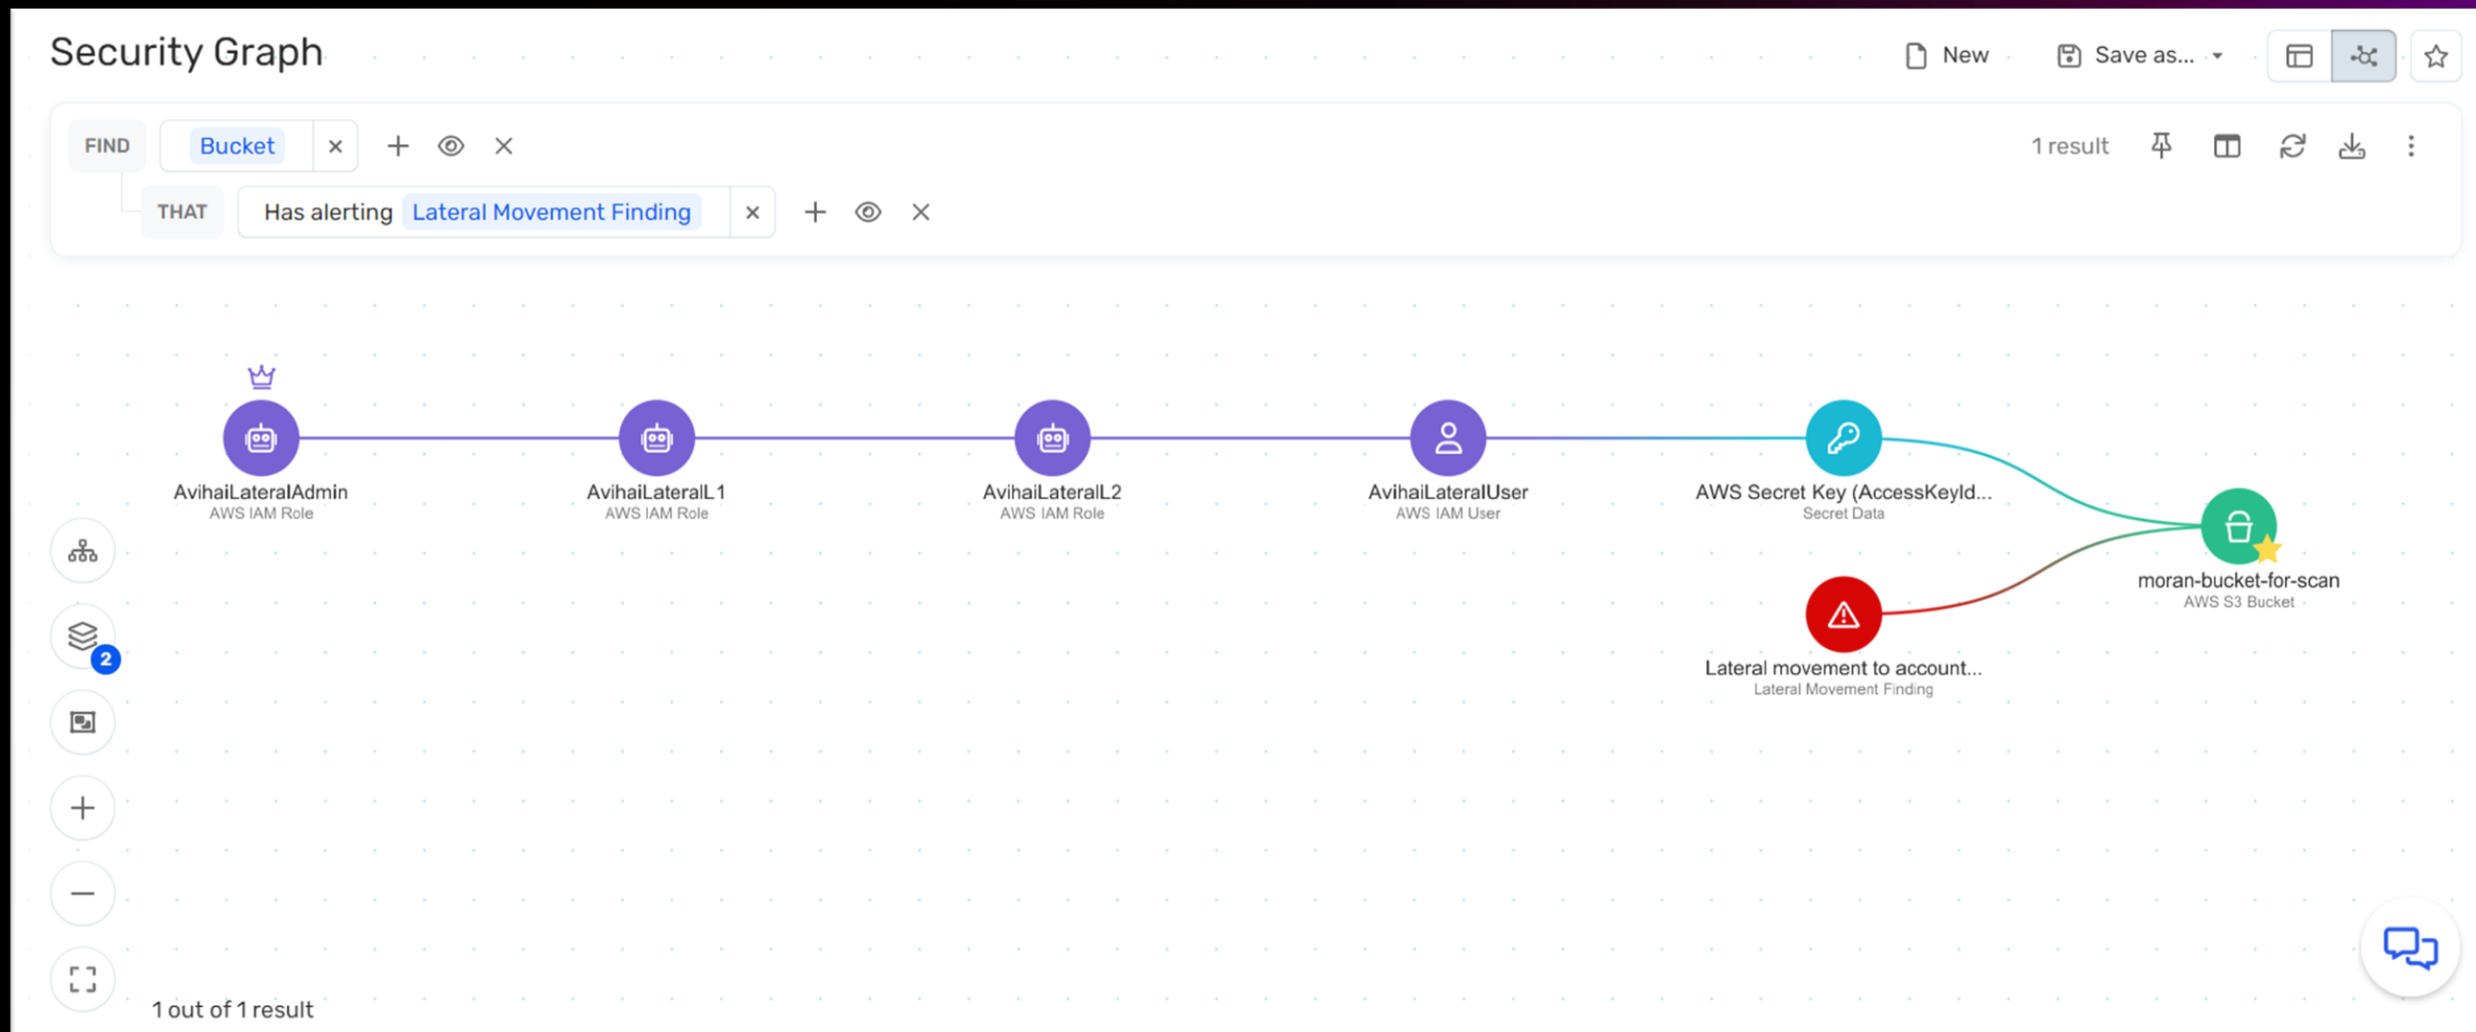 Security Graph
New
Save as...
FIND
Bucket
1 result
THAT
Has alerting Lateral Movement Finding
AvihaiLateralAdmin
AWS IAM Role
AvihaiLateralL1
AWS IAM Role
AvihaiLateralL2
AWS IAM Role
AvihaiLateralUser
AWS IAM User
AWS Secret Key (AccessKeyId...
Secret Data
moran-bucket-for-scan
AWS S3 Bucket
Lateral movement to account...
Lateral Movement Finding
2
1 out of 1 result